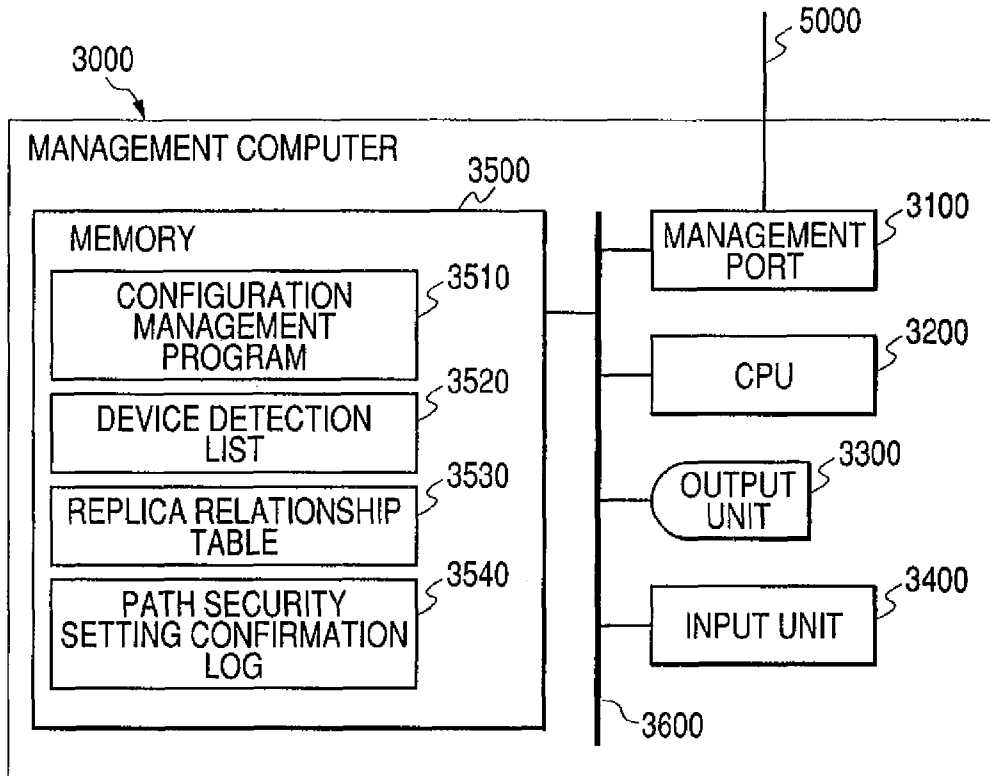 5000
3000
MANAGEMENT COMPUTER
3500
MEMORY
3510
CONFIGURATION
MANAGEMENT
PROGRAM
3520
DEVICE DETECTION
LIST
3530
REPLICA RELATIONSHIP
TABLE
3540
PATH SECURITY
SETTING CONFIRMATION
LOG
3100
MANAGEMENT
PORT
3200
CPU
3300
OUTPUT
UNIT
3400
INPUT UNIT
3600